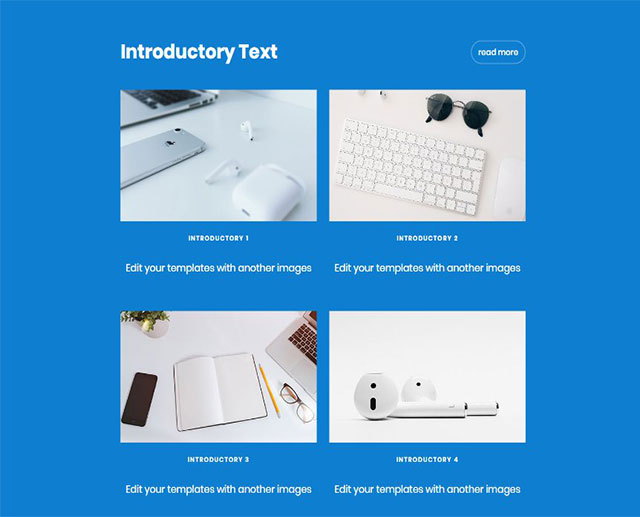 Introductory Text
read more
INTRODUCTORY 1
INTRODUCTORY 2
Edit your templates with another images
Edit your templates with another images
INTRODUCTORY 3
INTRODUCTORY 4
Edit your templates with another images
Edit your templates with another images